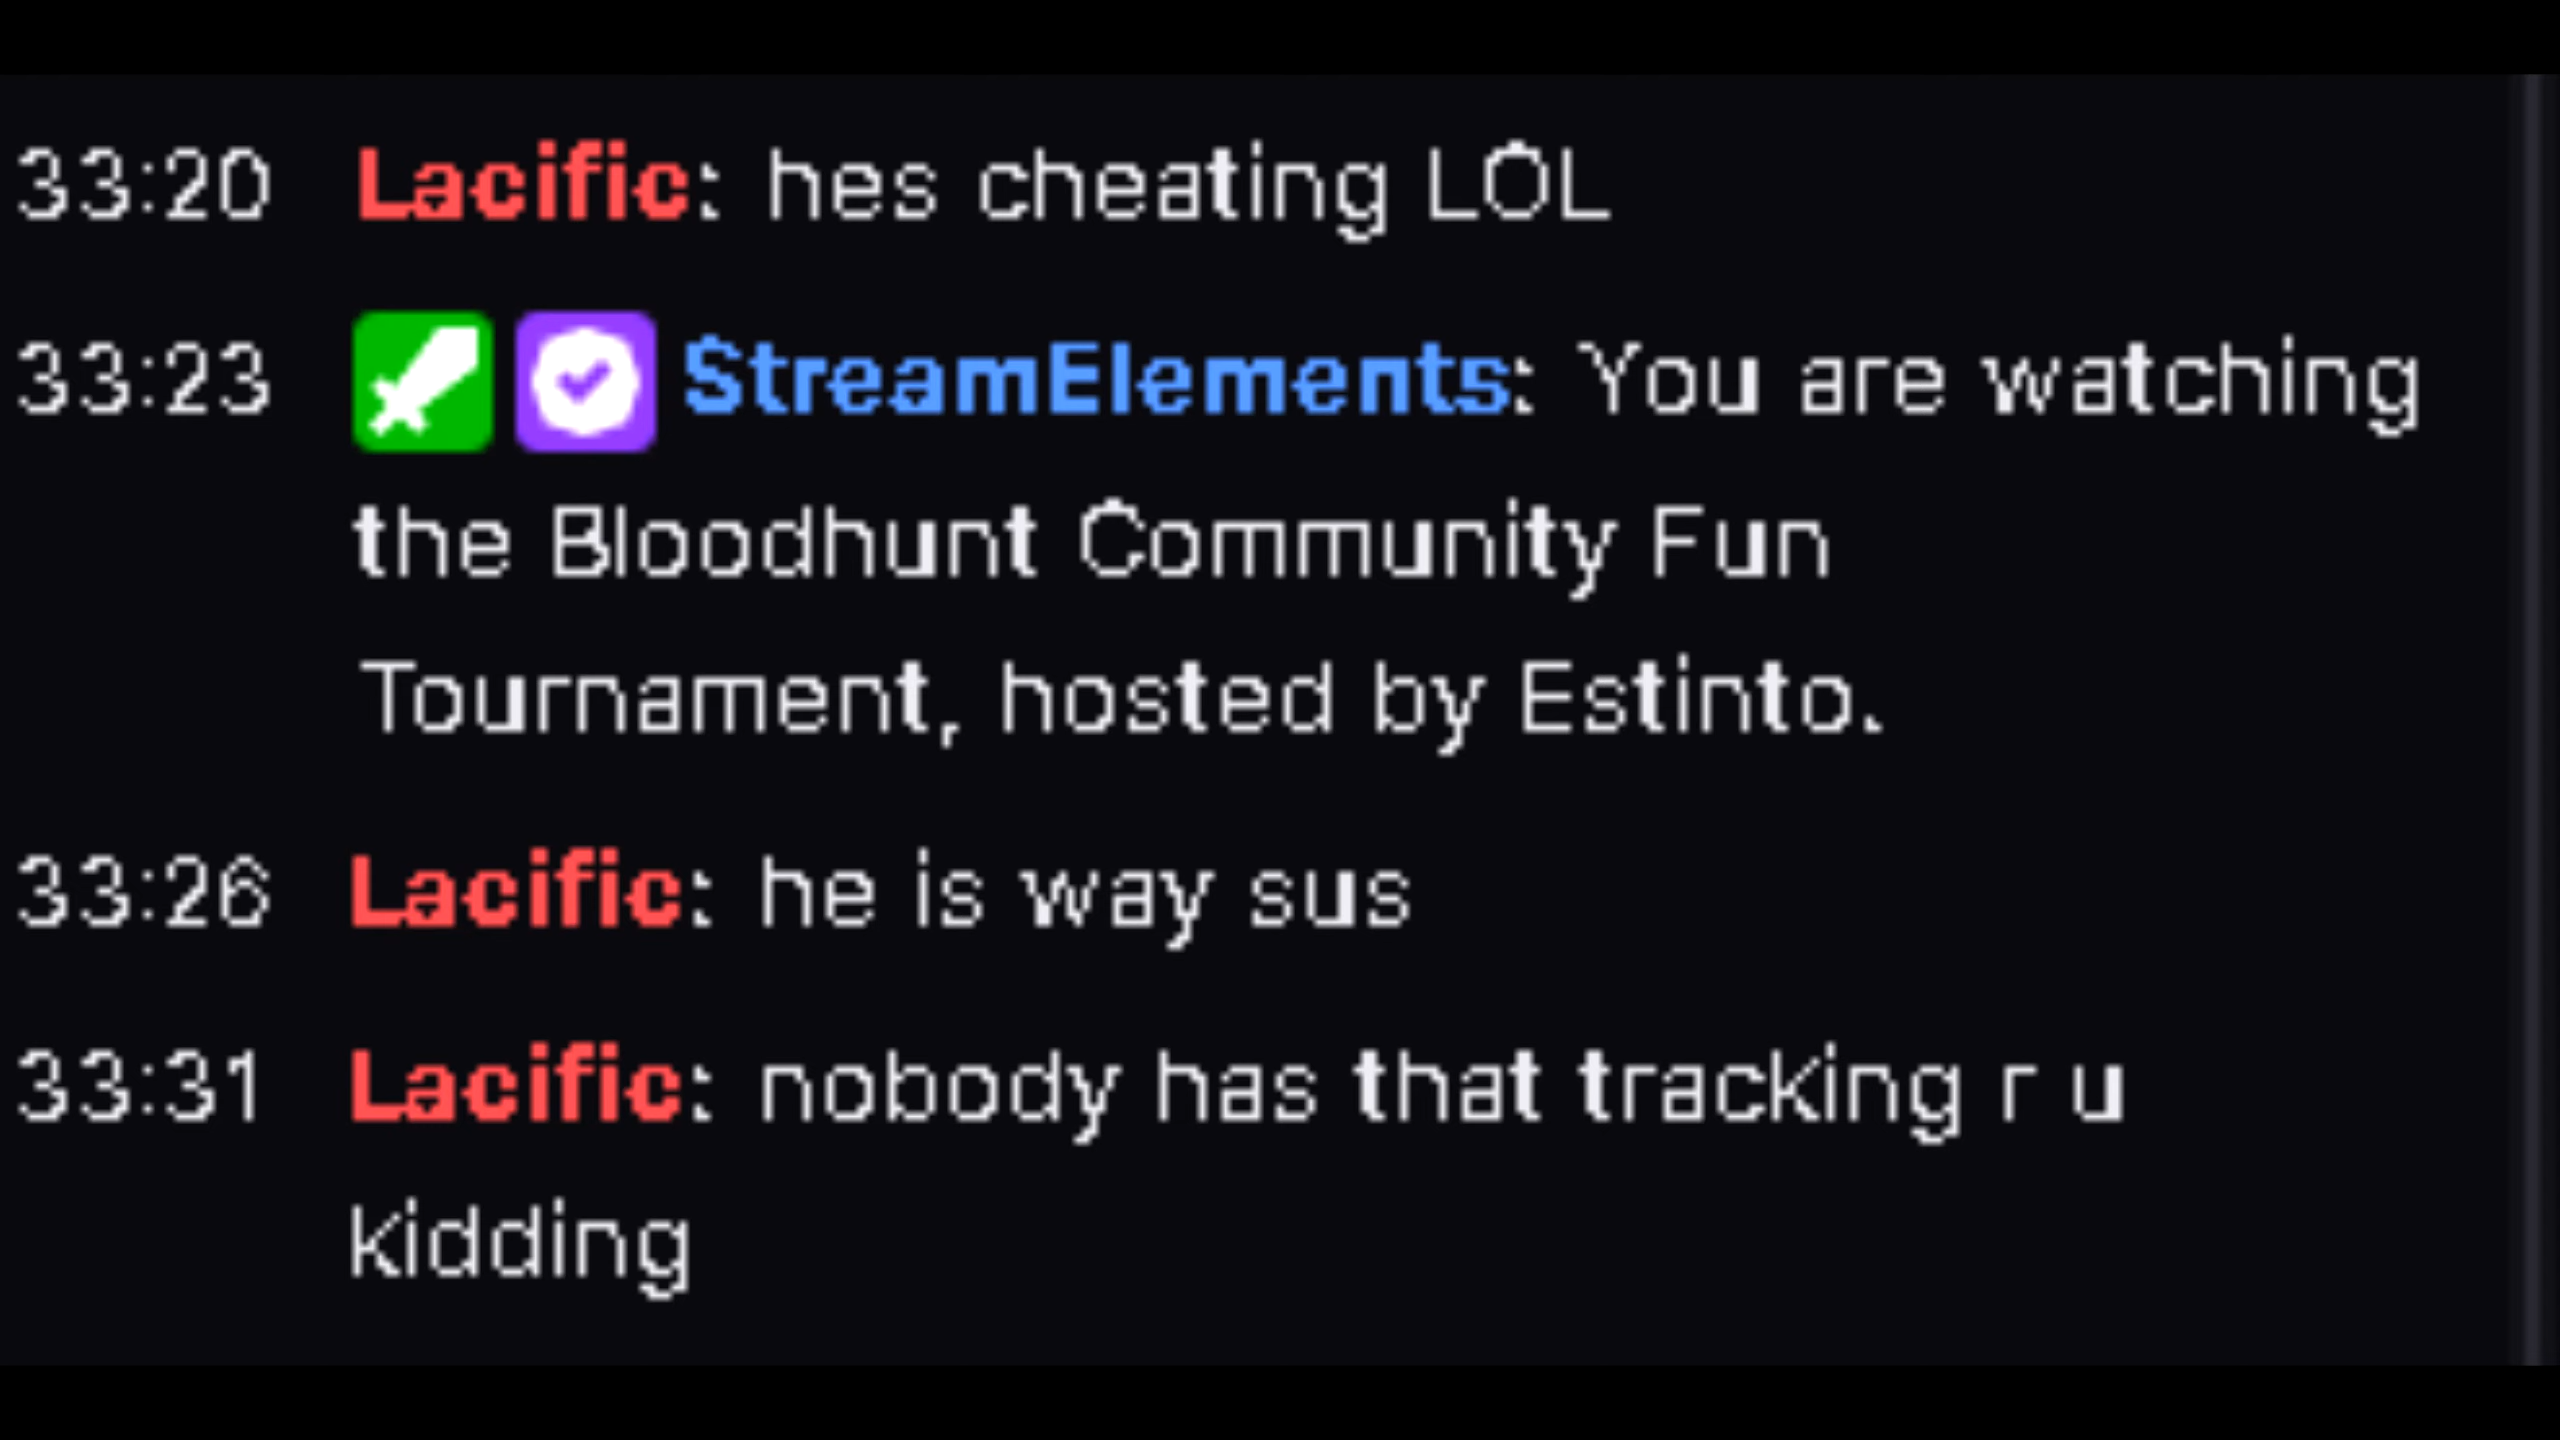 33:20 Lacific: hes cheating LOL
33:23 StreamElements: You are watching
the Bloodhunt Community Fun
Tournament, hosted by Estinto.
33:26 Lacific: he is way sus
33:31 Lacific: nobody has that tracking r u
kidding